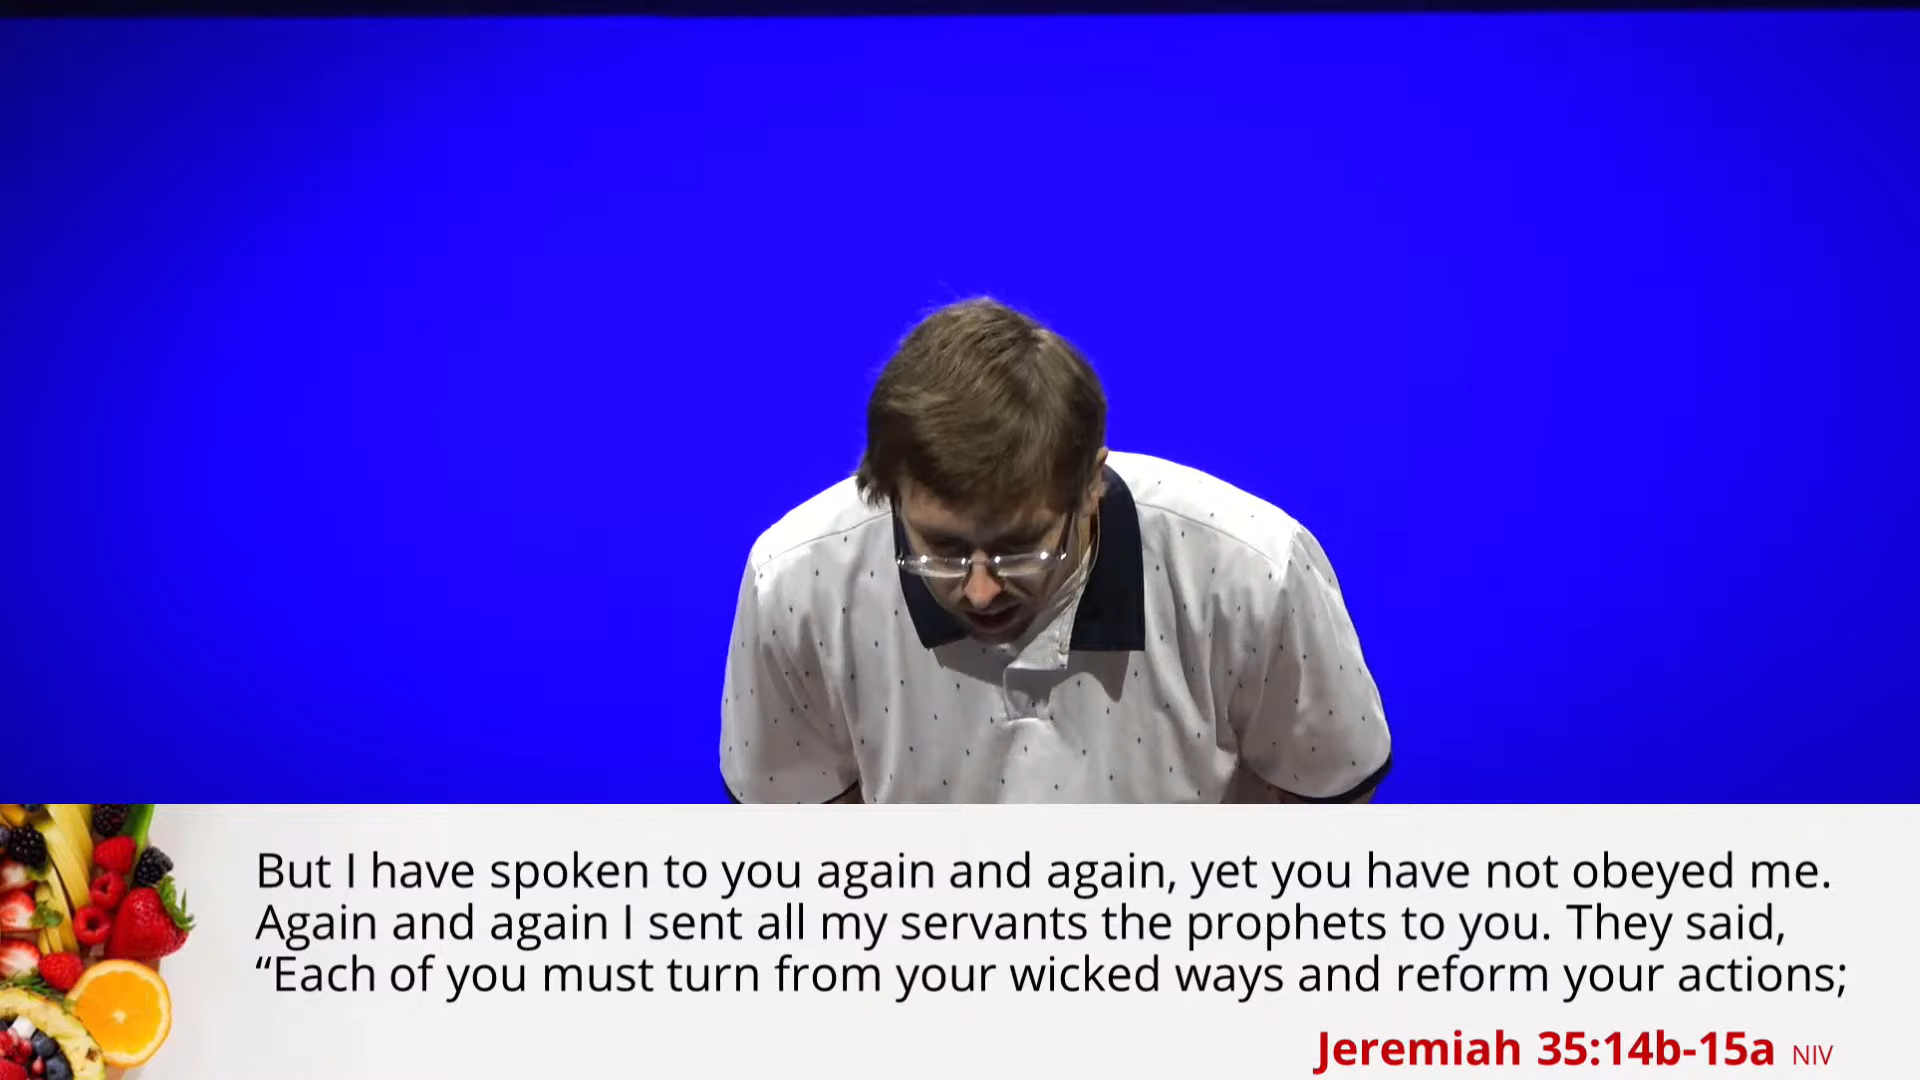 But I have spoken to you again and again, yet you have not obeyed me.
Again and again I sent all my servants the prophets to you. They said,
“Each of you must turn from your wicked ways and reform your actions;
Jeremiah 35:14b-15a NIV